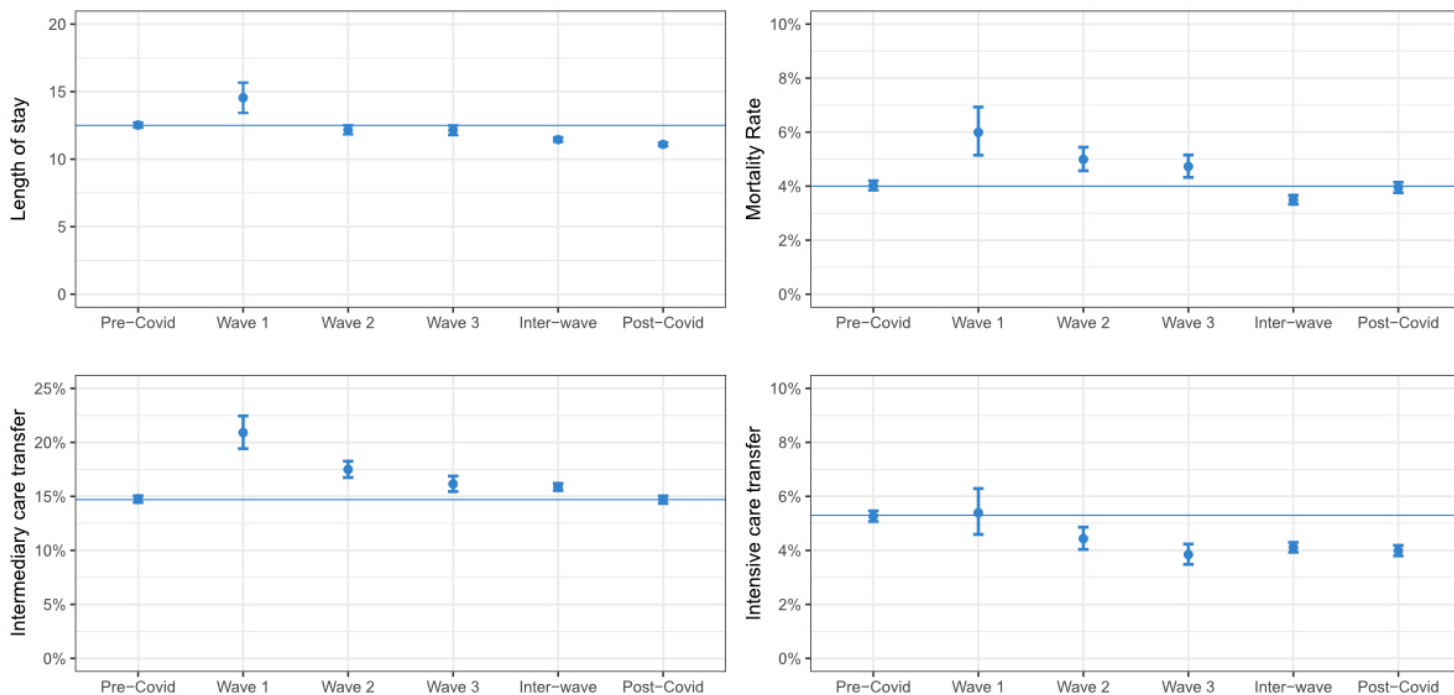 Length of stay
20
15
10
5
0
Pre−Covid Wave 1 Wave 2 Wave 3 Inter−wave Post−Covid
Mortality Rate
10%
8%
6%
4%
2%
0%
Pre−Covid Wave 1 Wave 2 Wave 3 Inter−wave Post−Covid
Intermediary care transfer
25%
20%
15%
10%
5%
0%
Pre−Covid Wave 1 Wave 2 Wave 3 Inter−wave Post−Covid
Intensive care transfer
10%
8%
6%
4%
2%
0%
Pre−Covid Wave 1 Wave 2 Wave 3 Inter−wave Post−Covid